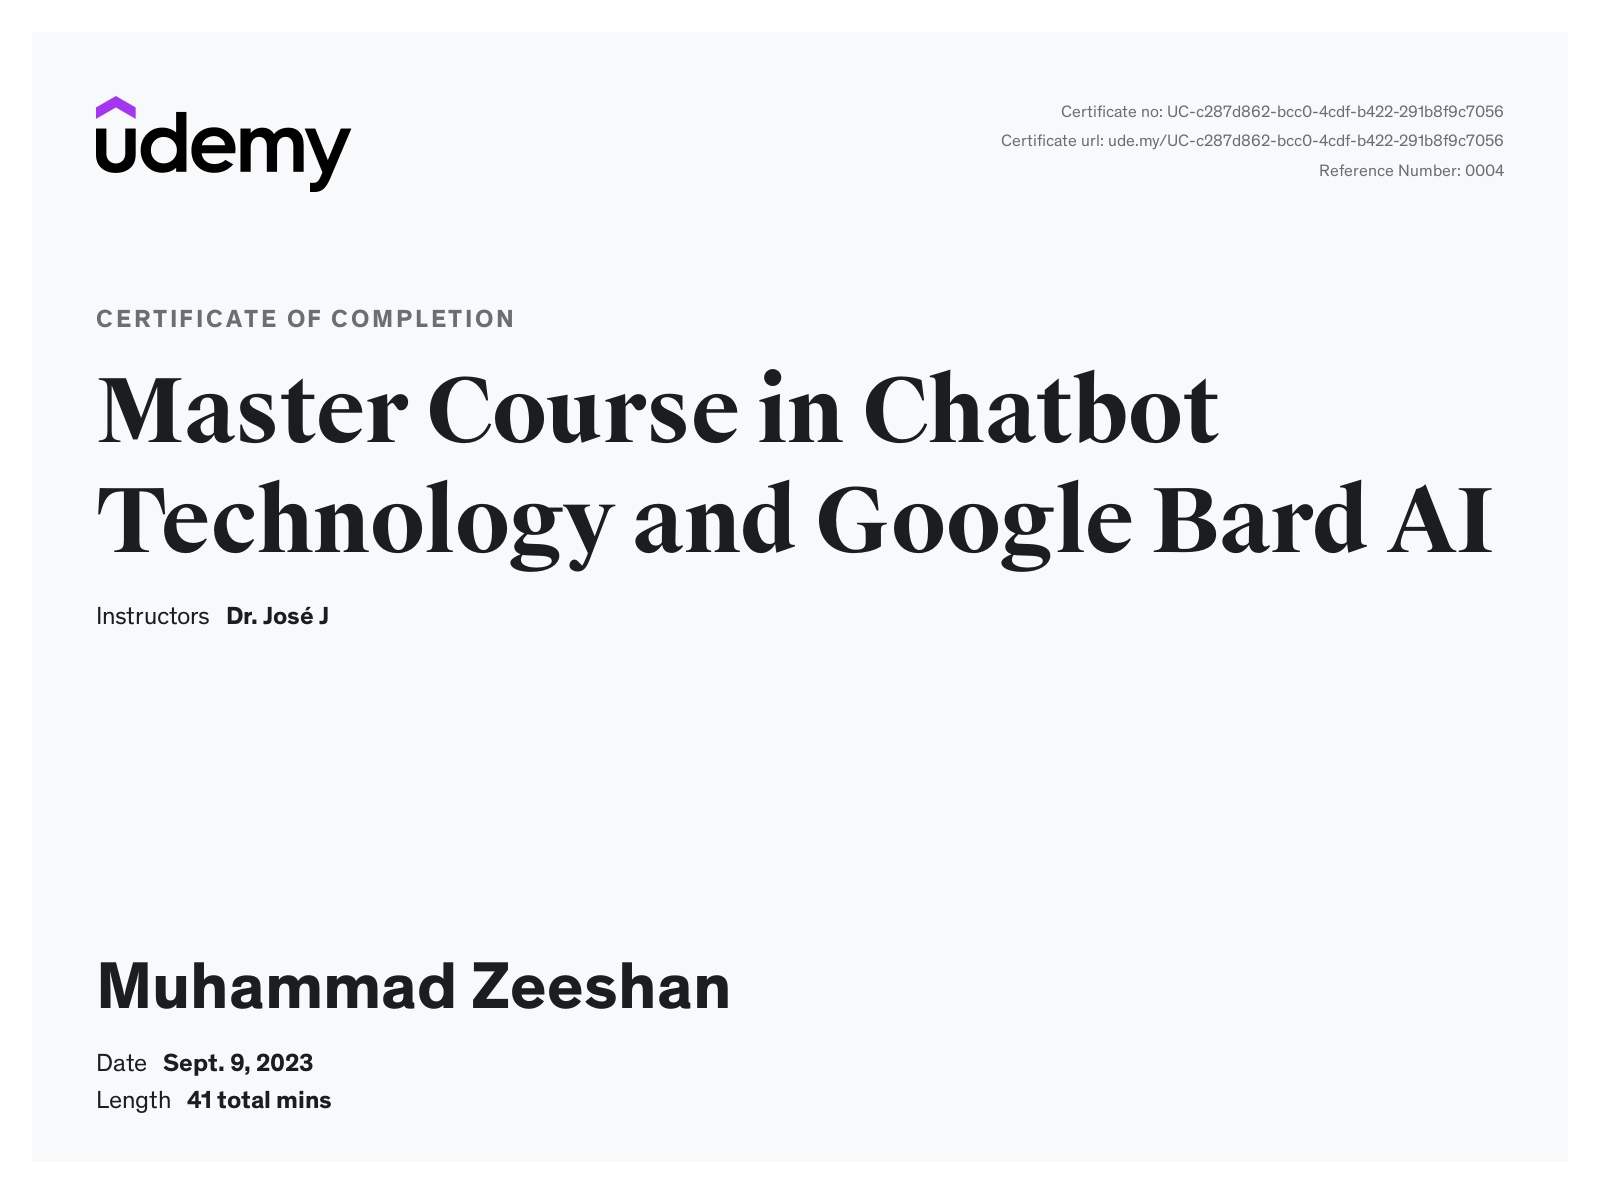 udemy
Certificate no: UC-c287d862-bcc0-4cdf-b422-291b8f9c7056
Certificate url: ude.my/UC-c287d862-bcc0-4cdf-b422-291b8f9c7056
Reference Number: 0004
CERTIFICATE OF COMPLETION
Master Course in Chatbot
Technology and Google Bard AI
Instructors Dr. José J
Muhammad Zeeshan
Date Sept. 9, 2023
Length 41 total mins